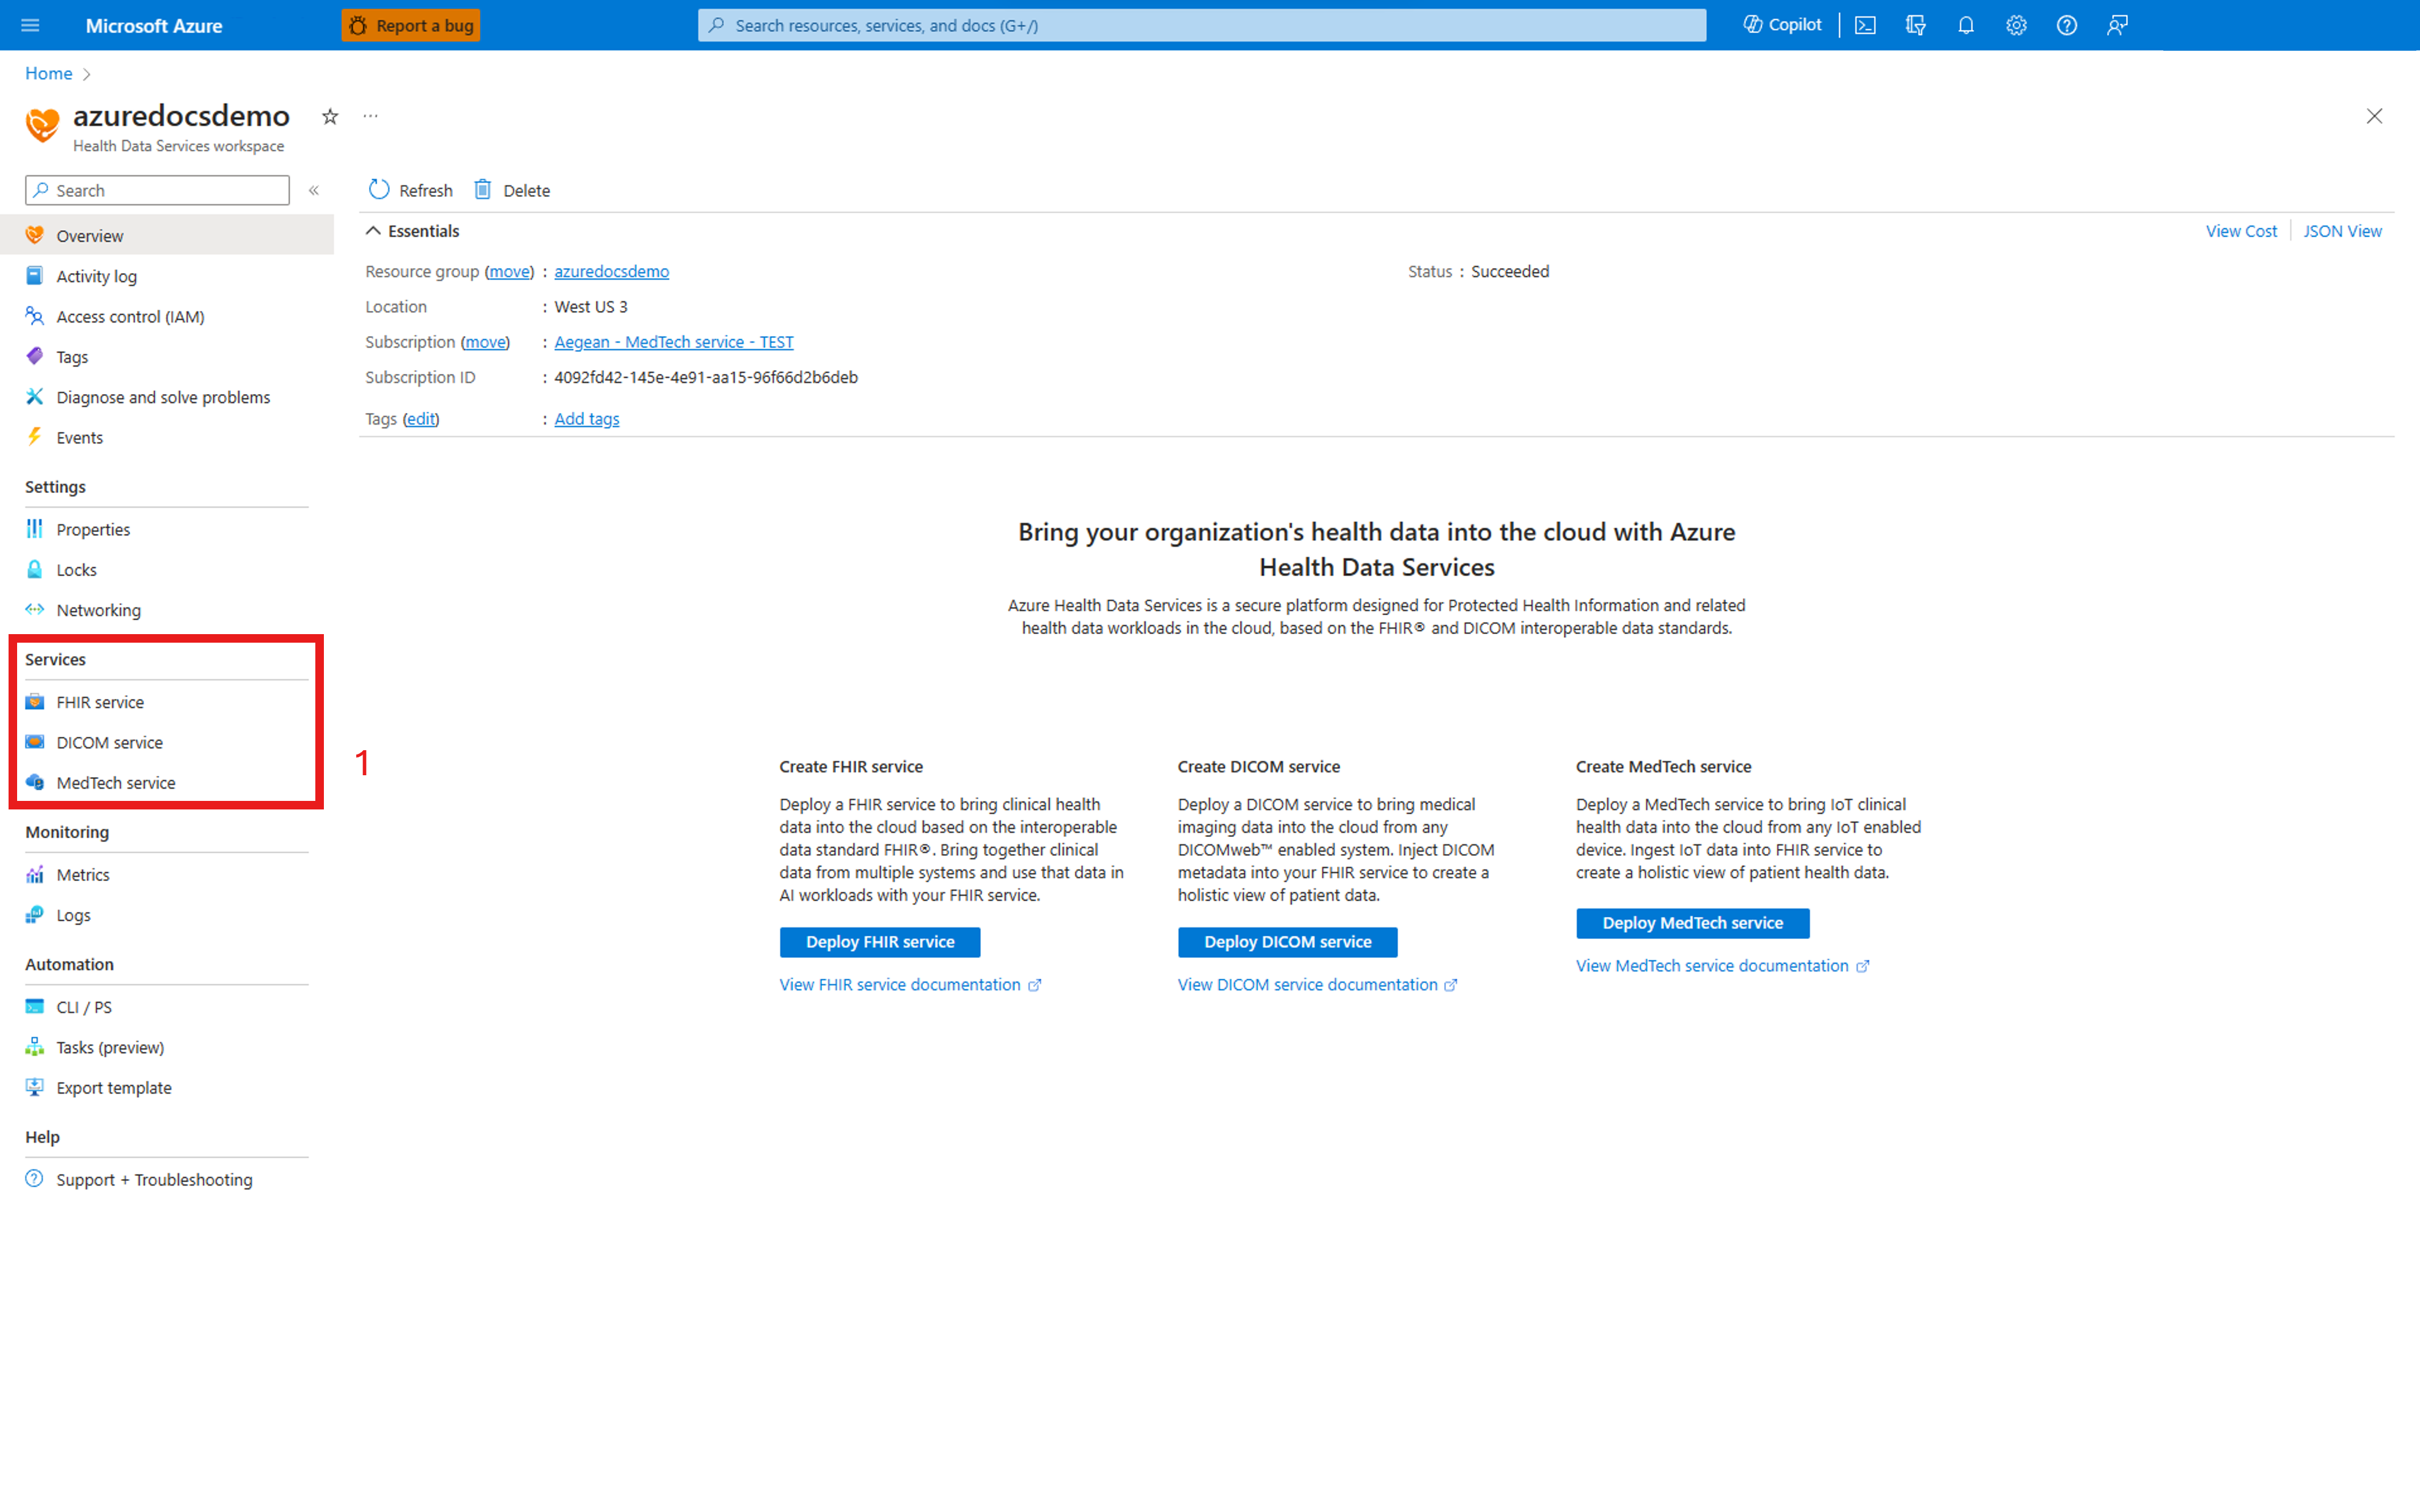 Microsoft Azure
Report a bug
Search resources, services, and docs (G+/)
Copilot
Home
azuredocsdemo
Health Data Services workspace
Search
Refresh
Delete
Overview
Activity log
Access control (IAM)
Tags
Diagnose and solve problems
Events
Settings
Properties
Locks
Networking
Services
FHIR service
DICOM service
MedTech service
1
Monitoring
Metrics
Logs
Automation
CLI / PS
Tasks (preview)
Export template
Help
Support + Troubleshooting
Essentials
View Cost
JSON View
Resource group (move) : azuredocsdemo
Status : Succeeded
Location : West US 3
Subscription (move) : Aegean - MedTech service - TEST
Subscription ID : 4092fd42-145e-4e91-aa15-96f66d2b6deb
Tags (edit) : Add tags
Bring your organization's health data into the cloud with Azure
Health Data Services
Azure Health Data Services is a secure platform designed for Protected Health Information and related
health data workloads in the cloud, based on the FHIR® and DICOM interoperable data standards.
Create FHIR service
Deploy a FHIR service to bring clinical health
data into the cloud based on the interoperable
data standard FHIR®. Bring together clinical
data from multiple systems and use that data in
AI workloads with your FHIR service.
Deploy FHIR service
View FHIR service documentation
Create DICOM service
Deploy a DICOM service to bring medical
imaging data into the cloud from any
DICOMweb™ enabled system. Inject DICOM
metadata into your FHIR service to create a
holistic view of patient data.
Deploy DICOM service
View DICOM service documentation
Create MedTech service
Deploy a MedTech service to bring IoT clinical
health data into the cloud from any IoT enabled
device. Ingest IoT data into FHIR service to
create a holistic view of patient health data.
Deploy MedTech service
View MedTech service documentation